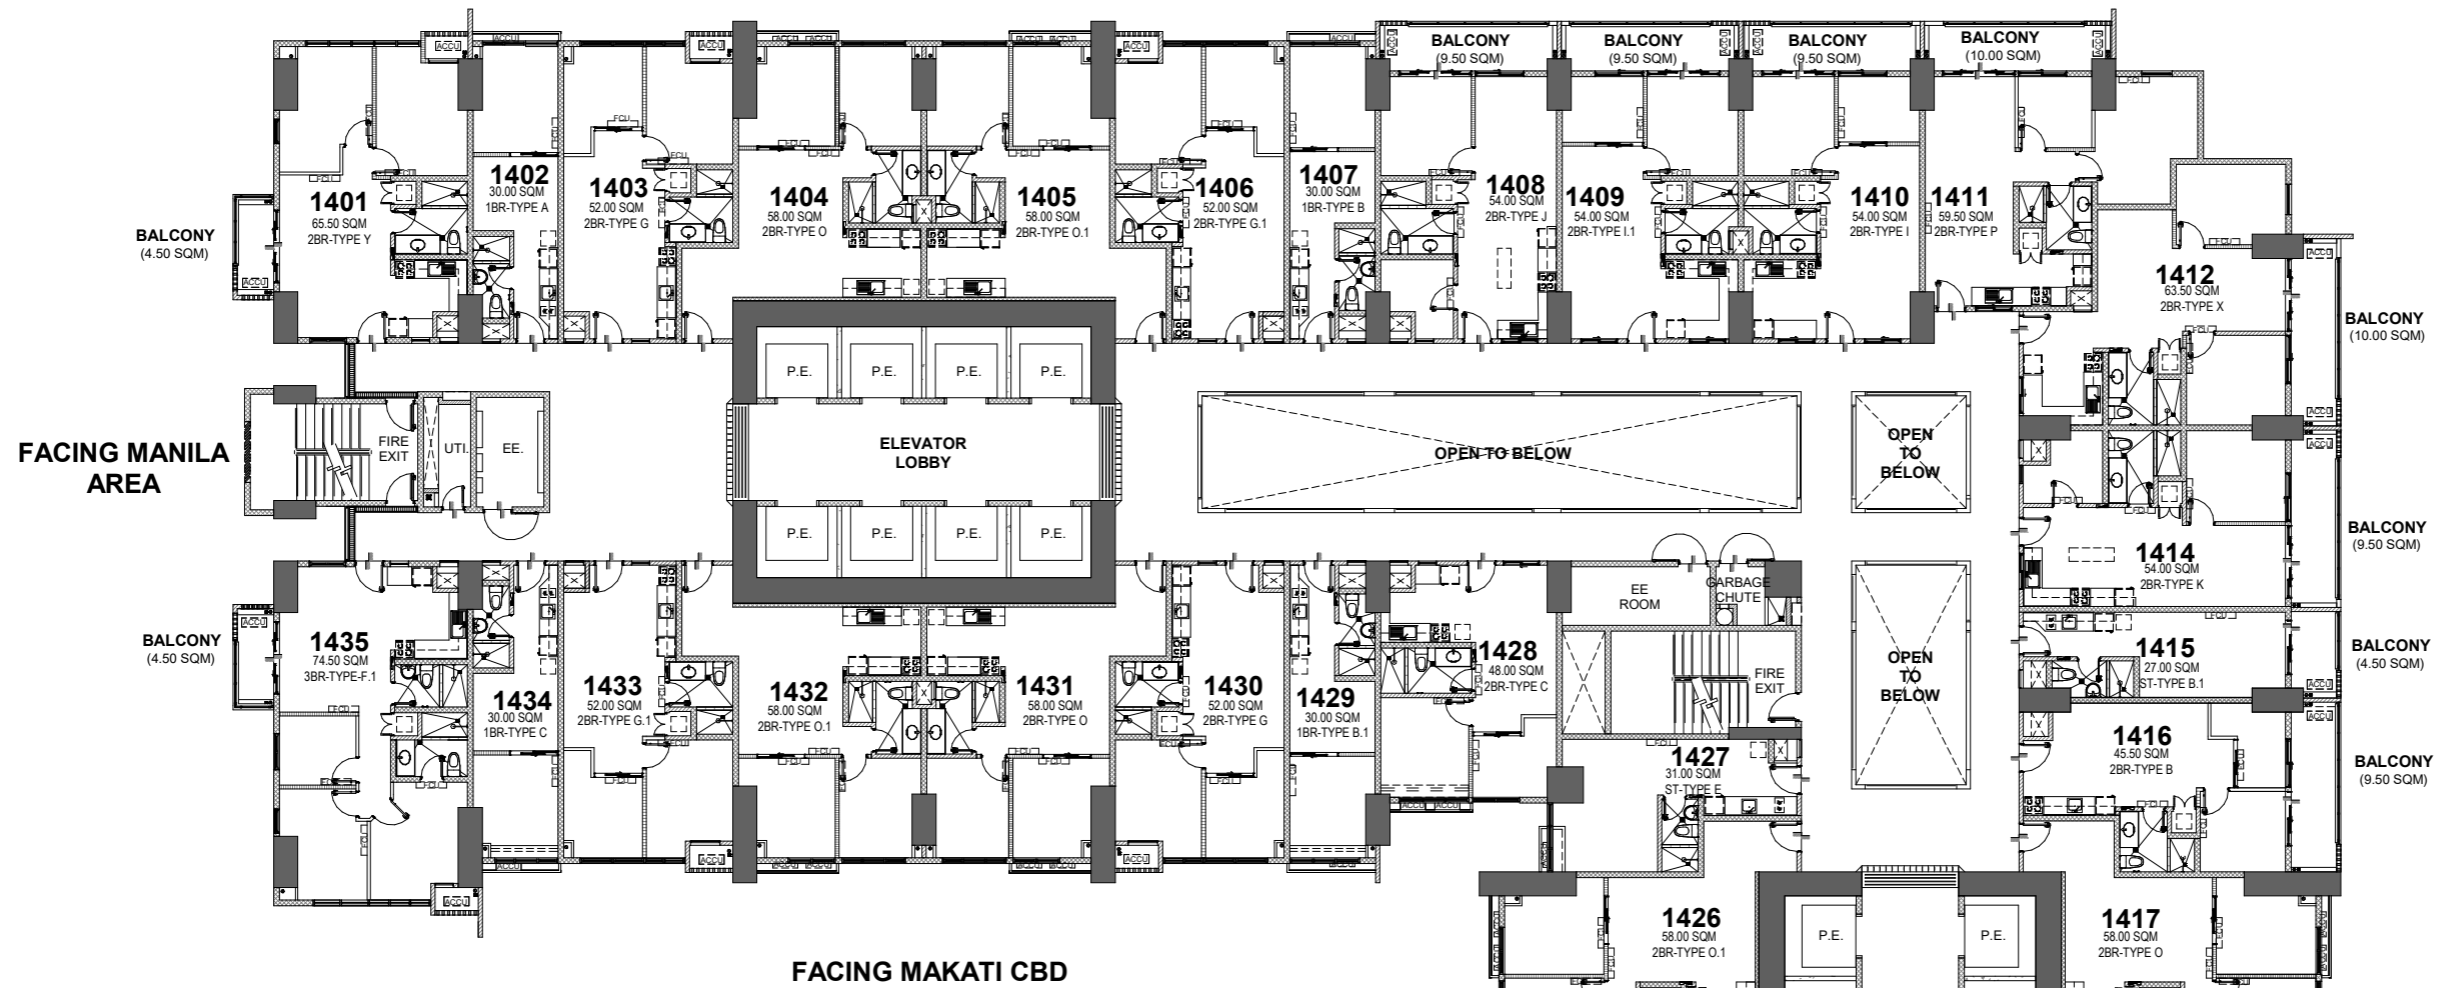 BALCONY
(9.50 SQM)
BALCONY
(9.50 SQM)
BALCONY
(9.50 SQM)
BALCONY
(10.00 SQM)
1401
65.50 SQM
2BR-TYPE Y
1402
30.00 SQM
1BR-TYPE A
1403
52.00 SQM
2BR-TYPE G
1404
58.00 SQM
2BR-TYPE O
1405
58.00 SQM
2BR-TYPE O.1
1406
52.00 SQM
2BR-TYPE G.1
1407
30.00 SQM
1BR-TYPE B
1408
54.00 SQM
2BR-TYPE J
1409
54.00 SQM
2BR-TYPE I.1
1410
54.00 SQM
2BR-TYPE I
1411
59.50 SQM
2BR-TYPE P
1412
63.50 SQM
2BR-TYPE X
BALCONY
(4.50 SQM)
BALCONY
(10.00 SQM)
P.E.
P.E.
P.E.
P.E.
FACING MANILA
AREA
FIRE
EXIT
UTI.
EE.
ELEVATOR
LOBBY
OPEN TO BELOW
OPEN
TO
BELOW
P.E.
P.E.
P.E.
P.E.
BALCONY
(9.50 SQM)
1414
54.00 SQM
2BR-TYPE K
EE
ROOM
GARBAGE
CHUTE
BALCONY
(4.50 SQM)
1435
74.50 SQM
3BR-TYPE-F.1
1434
30.00 SQM
1BR-TYPE C
1433
52.00 SQM
2BR-TYPE G.1
1432
58.00 SQM
2BR-TYPE O.1
1431
58.00 SQM
2BR-TYPE O
1430
52.00 SQM
2BR-TYPE G
1429
30.00 SQM
1BR-TYPE B.1
1428
48.00 SQM
2BR-TYPE C
FIRE
EXIT
OPEN
TO
BELOW
1415
27.00 SQM
ST-TYPE B.1
BALCONY
(4.50 SQM)
1427
31.00 SQM
ST-TYPE E
1416
45.50 SQM
2BR-TYPE B
BALCONY
(9.50 SQM)
1426
58.00 SQM
2BR-TYPE O.1
P.E.
P.E.
1417
58.00 SQM
2BR-TYPE O
FACING MAKATI CBD